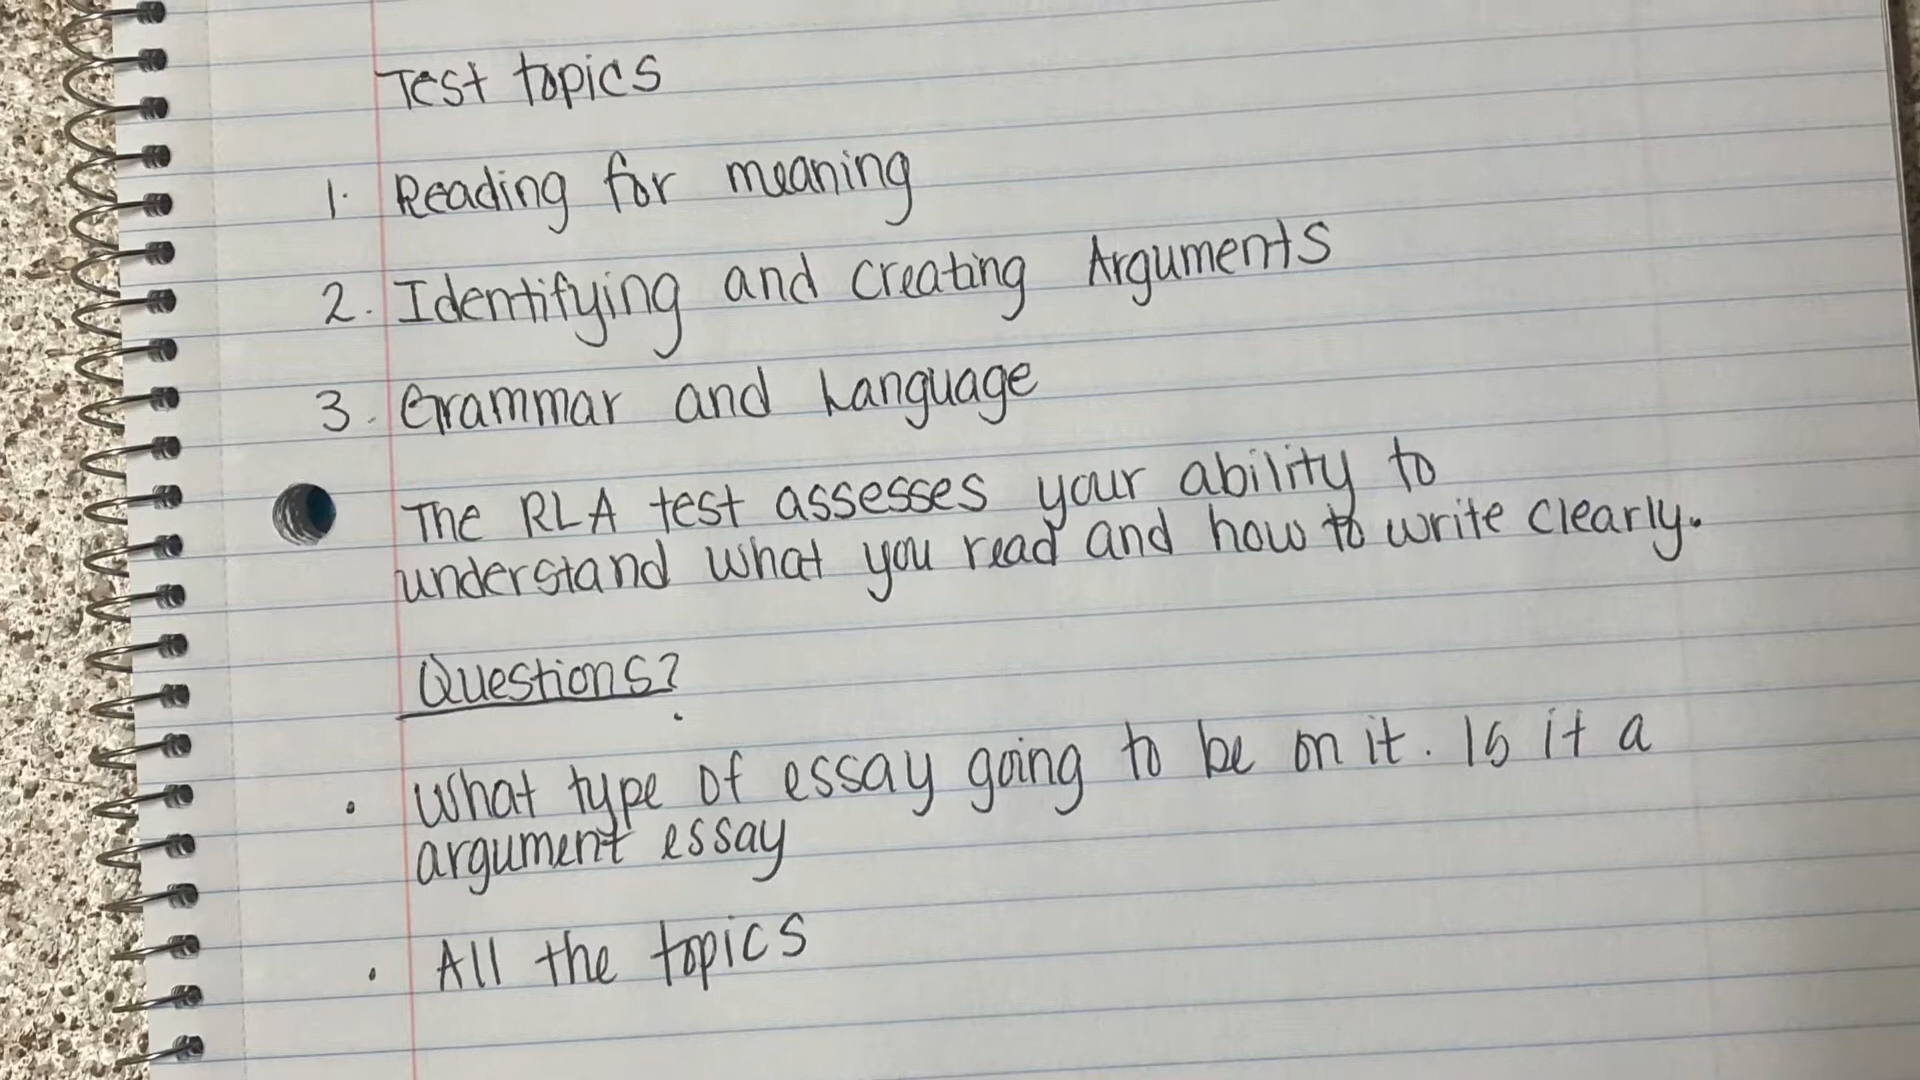 Test topics
1. Reading for meaning
2. Identifying and creating Arguments
3. Grammar and Language
The RLA test assesses your ability to
understand what you read and how to write clearly.
Questions?
• What type of essay going to be on it. Is it a
argument essay
• All the topics